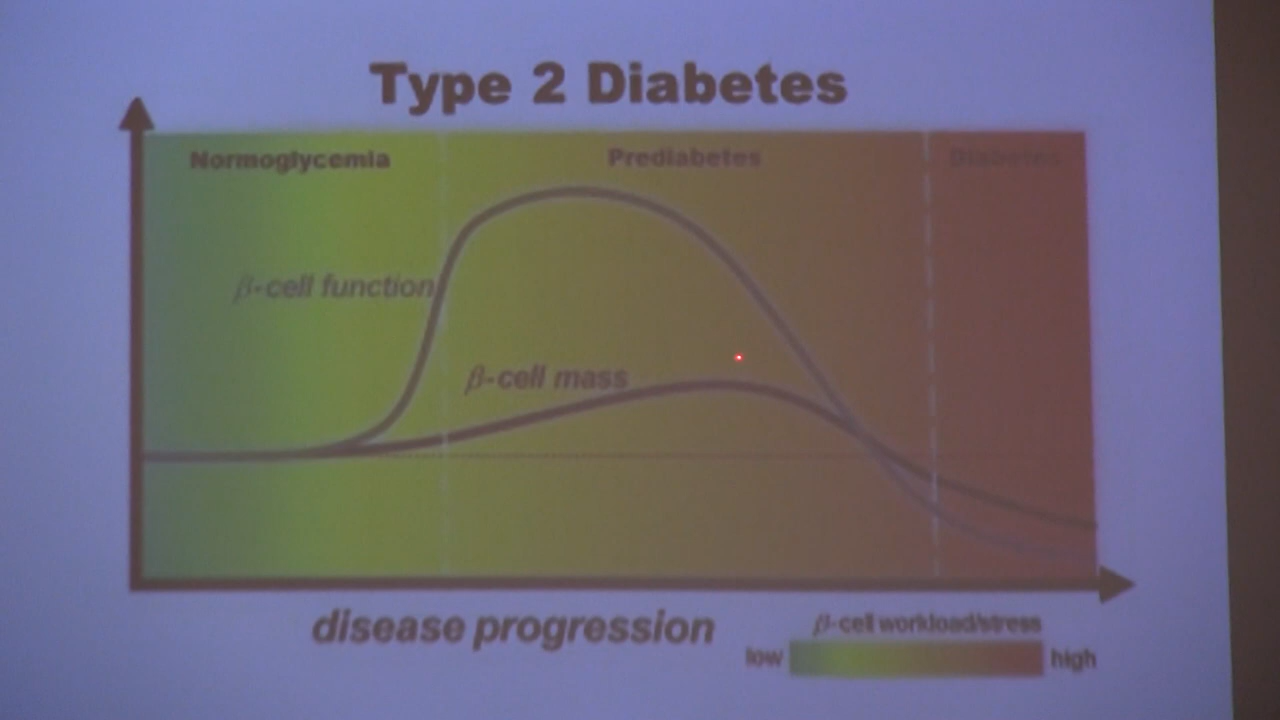 Type 2 Diabetes
Normoglycemia
Prediabetes
Diabetes
β-cell function
β-cell mass
disease progression
β-cell workload/stress
low
high